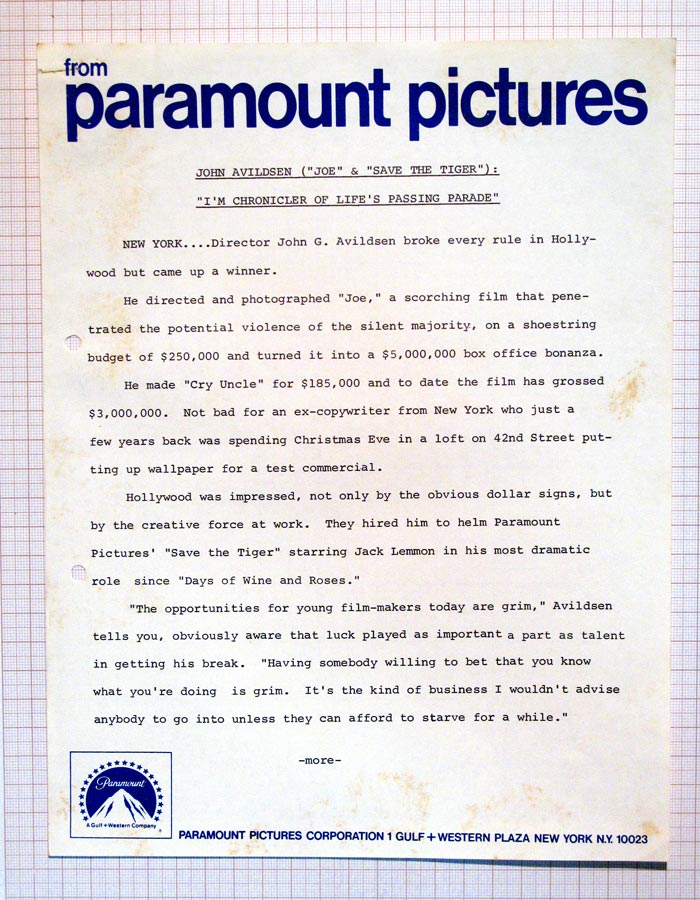 from
paramount pictures
JOHN AVILDSEN ("JOE" & "SAVE THE TIGER"):
"I'M CHRONICLER OF LIFE'S PASSING PARADE"
NEW YORK....Director John G. Avildsen broke every rule in Holly-
wood but came up a winner.
He directed and photographed "Joe," a scorching film that pene-
trated the potential violence of the silent majority, on a shoestring
budget of $250,000 and turned it into a $5,000,000 box office bonanza.
He made "Cry Uncle" for $185,000 and to date the film has grossed
$3,000,000. Not bad for an ex-copywriter from New York who just a
few years back was spending Christmas Eve in a loft on 42nd Street put-
ting up wallpaper for a test commercial.
Hollywood was impressed, not only by the obvious dollar signs, but
by the creative force at work. They hired him to helm Paramount
Pictures' "Save the Tiger" starring Jack Lemmon in his most dramatic
role since "Days of Wine and Roses."
"The opportunities for young film-makers today are grim," Avildsen
tells you, obviously aware that luck played as important a part as talent
in getting his break. "Having somebody willing to bet that you know
what you're doing is grim. It's the kind of business I wouldn't advise
anybody to go into unless they can afford to starve for a while."
-more-
Paramount
A Gulf+Western Company
PARAMOUNT PICTURES CORPORATION 1 GULF+WESTERN PLAZA NEW YORK N.Y. 10023